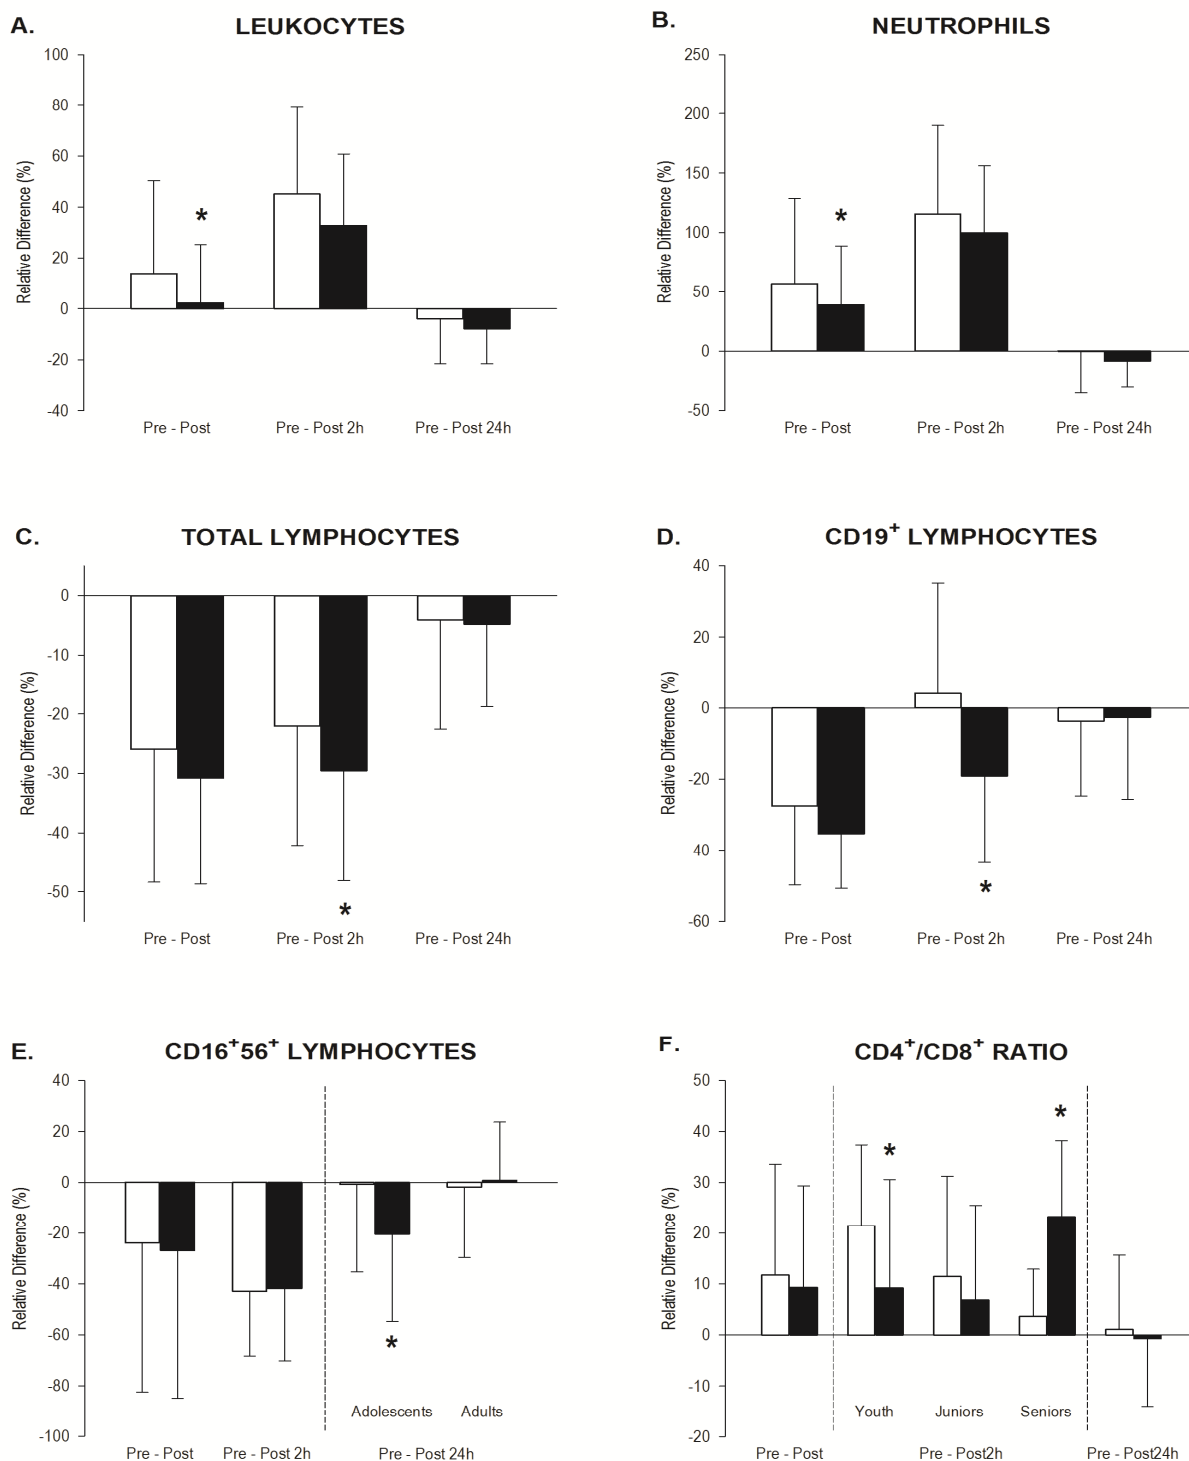 A.
LEUKOCYTES
100
80
60
40
20
0
-20
-40
Relative Difference (%)
*
Pre - Post
Pre - Post 2h
Pre - Post 24h
B.
NEUTROPHILS
250
200
150
100
50
0
-50
Relative Difference (%)
*
Pre - Post
Pre - Post 2h
Pre - Post 24h
C.
TOTAL LYMPHOCYTES
0
-10
-20
-30
-40
-50
Relative Difference (%)
*
Pre - Post
Pre - Post 2h
Pre - Post 24h
D.
CD19+ LYMPHOCYTES
40
20
0
-20
40
-60
Relative Difference (%)
*
Pre - Post
Pre - Post 2h
Pre - Post 24h
E.
CD16+56+ LYMPHOCYTES
40
20
0
-20
-40
-60
-80
-100
Relative Difference (%)
*
Adolescents
Adults
Pre - Post
Pre - Post 2h
Pre - Post 24h
F.
CD4+/CD8+ RATIO
50
40
30
20
10
0
-10
-20
Relative Difference (%)
*
*
Youth
Juniors
Seniors
Pre - Post
Pre - Post2h
Pre - Post24h